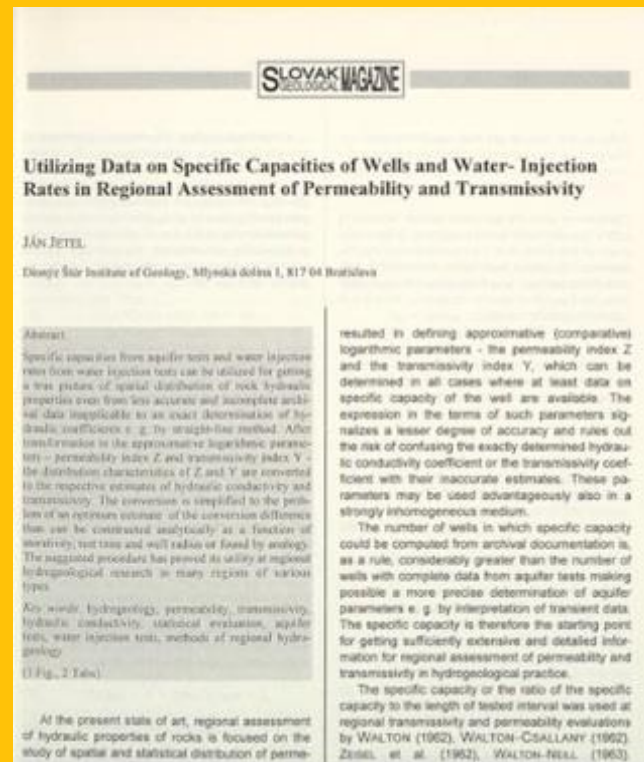 SLOVAK GEOLOGICAL MAGAZINE
Utilizing Data on Specific Capacities of Wells and Water- Injection
Rates in Regional Assessment of Permeability and Transmissivity
JÁN JETEL
Dionýz Štúr Institute of Geology, Mlynská dolina 1, 817 04 Bratislava
Abstract
Specific capacities from aquifer tests and water injection
rates from water injection tests can be utilized for getting
a true picture of spatial distribution of rock hydraulic
properties even from less accurate and incomplete archi-
val data inapplicable to an exact determination of hy-
draulic coefficients e. g. by straight-line method. After
transformation to the approximative logarithmic parame-
ters – permeability index Z and transmissivity index Y -
the distribution characteristics of Z and Y are converted
to the respective estimates of hydraulic conductivity and
transmissivity. The conversion is simplified to the prob-
lem of an optimum estimate of the conversion difference
that can be constructed analytically as a function of
storativity, test time and well radius or found by analogy.
The suggested procedure has proved its utility at regional
hydrogeological research in many regions of various
types.
Key words: hydrogeology, permeability, transmissivity,
hydraulic conductivity, statistical evaluation, aquifer
tests, water injection tests, methods of regional hydro-
geology
(3 Fig., 2 Tabs)
At the present state of art, regional assessment
of hydraulic properties of rocks is focused on the
study of spatial and statistical distribution of perme-
resulted in defining approximative (comparative)
logarithmic parameters - the permeability index Z
and the transmissivity index Y, which can be
determined in all cases where at least data on
specific capacity of the well are available. The
expression in the terms of such parameters sig-
nalizes a lesser degree of accuracy and rules out
the risk of confusing the exactly determined hydrau-
lic conductivity coefficient or the transmissivity coef-
ficient with their inaccurate estimates. These pa-
rameters may be used advantageously also in a
strongly inhomogeneous medium.
The number of wells in which specific capacity
could be computed from archival documentation is,
as a rule, considerably greater than the number of
wells with complete data from aquifer tests making
possible a more precise determination of aquifer
parameters e. g. by interpretation of transient data.
The specific capacity is therefore the starting point
for getting sufficiently extensive and detailed infor-
mation for regional assessment of permeability and
transmissivity in hydrogeological practice.
The specific capacity or the ratio of the specific
capacity to the length of tested interval was used at
regional transmissivity and permeability evaluations
by WALTON (1962), WALTON-CSALLANY (1962),
ZEISEL et al. (1962), WALTON-NEILL (1963),